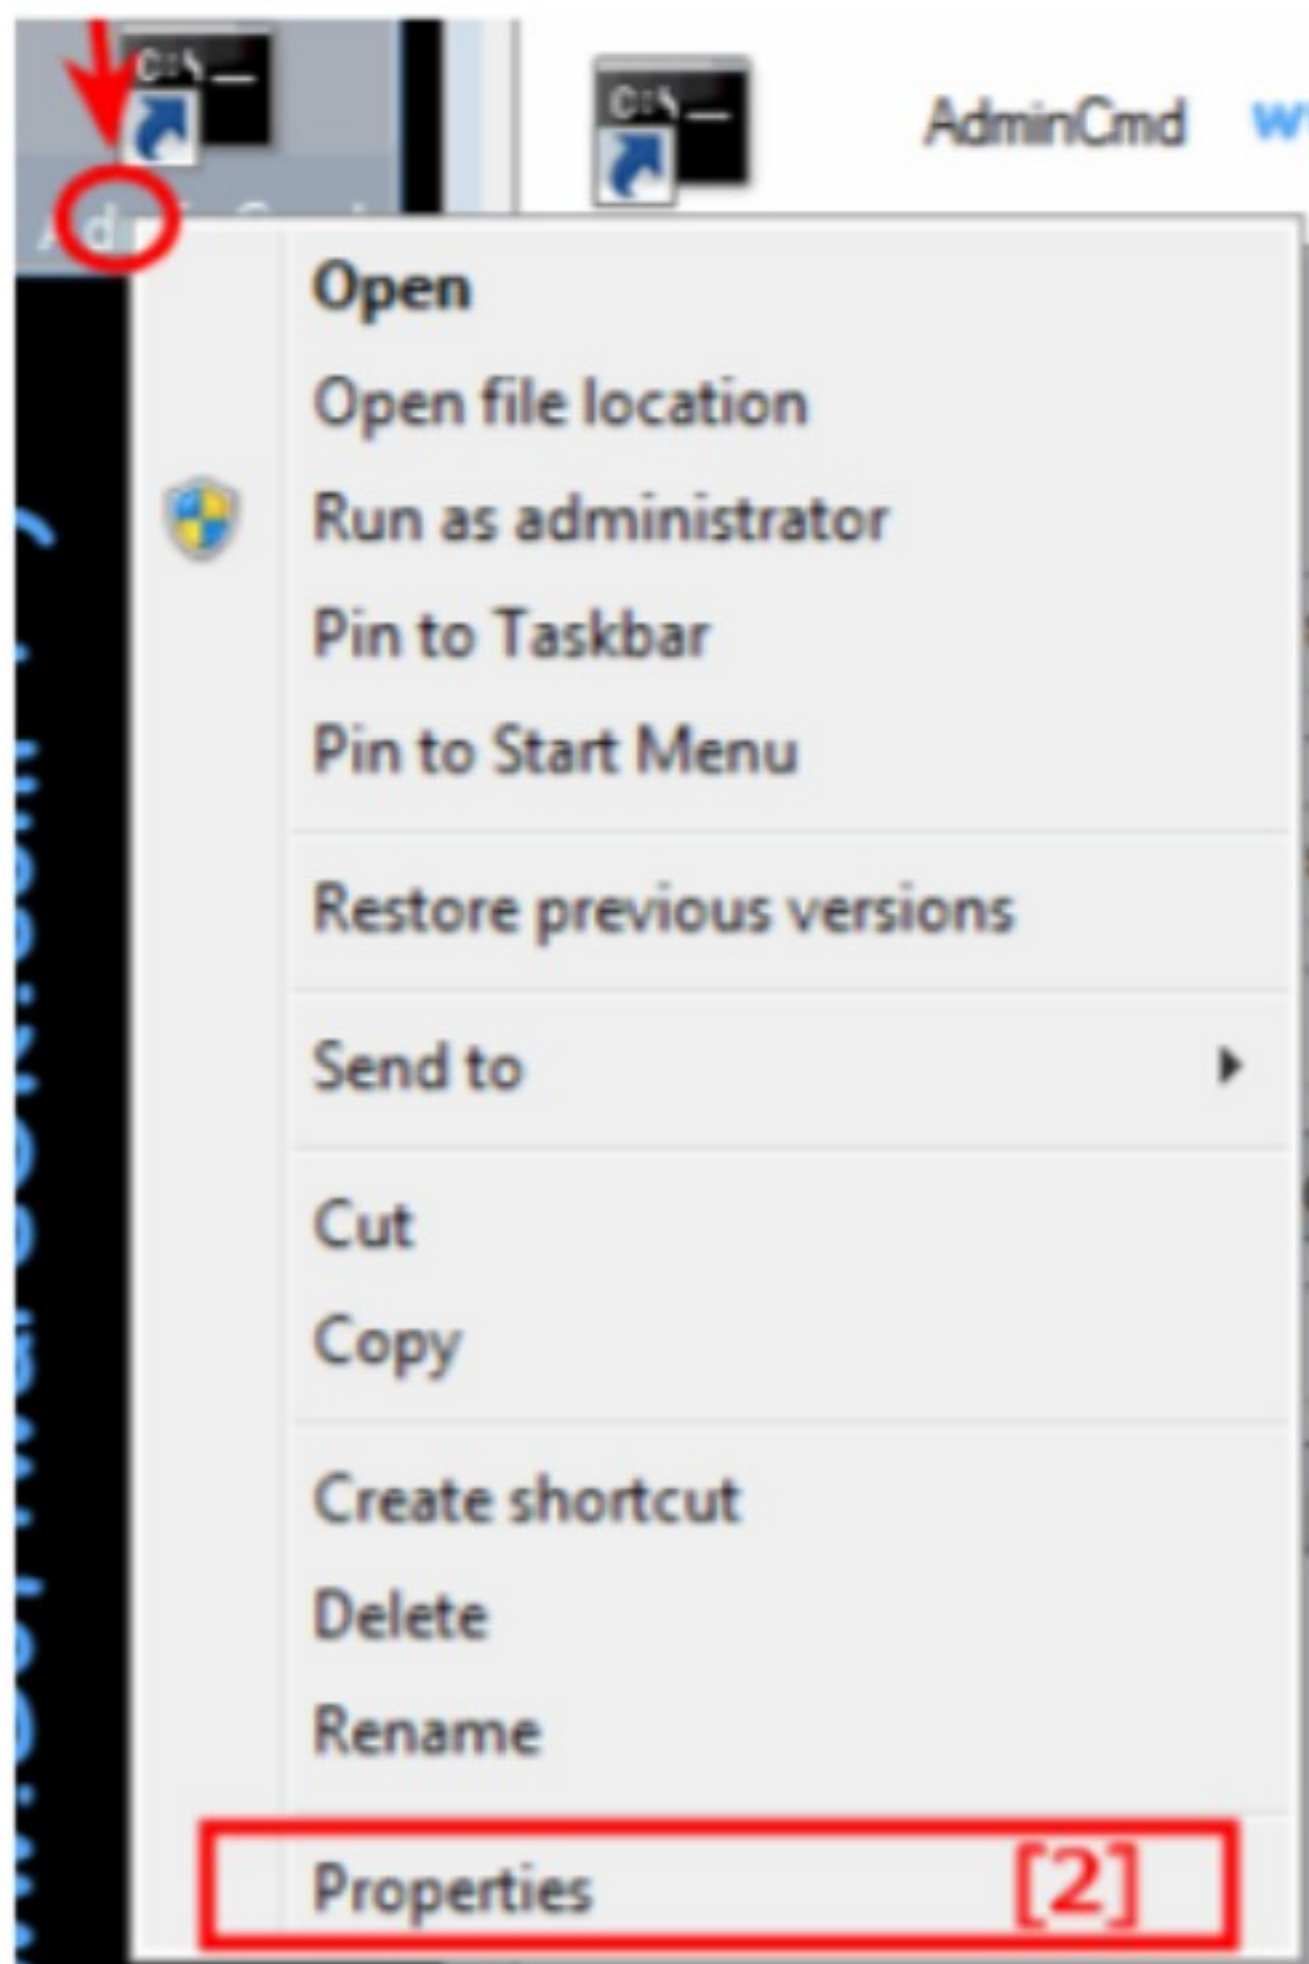 C:\_
C:\_
AdminCmd
Open
Open file location
Run as administrator
Pin to Taskbar
Pin to Start Menu
Restore previous versions
Send to
Cut
Copy
Create shortcut
Delete
Rename
Properties [2]